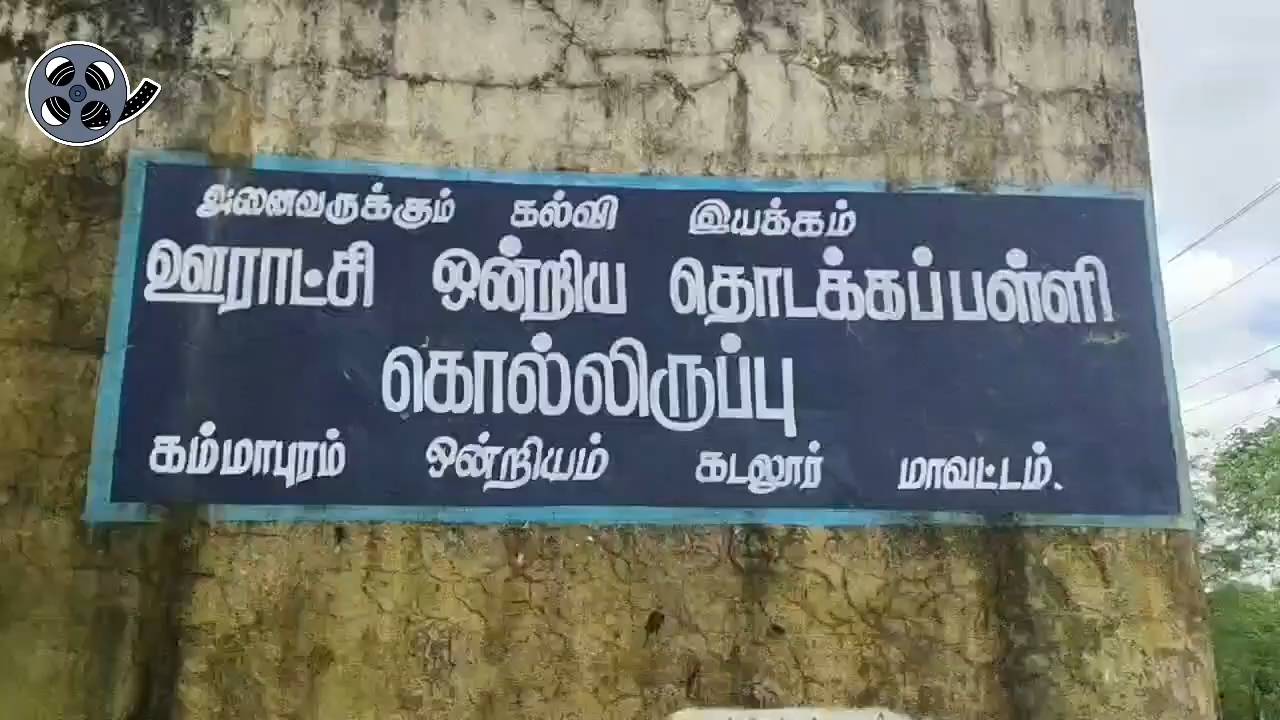 அனைவருக்கும் கல்வி இயக்கம்
ஊராட்சி ஒன்றிய தொடக்கப்பள்ளி
கொல்லிருப்பு
கம்மாபுரம் ஒன்றியம் கடலூர் மாவட்டம்.